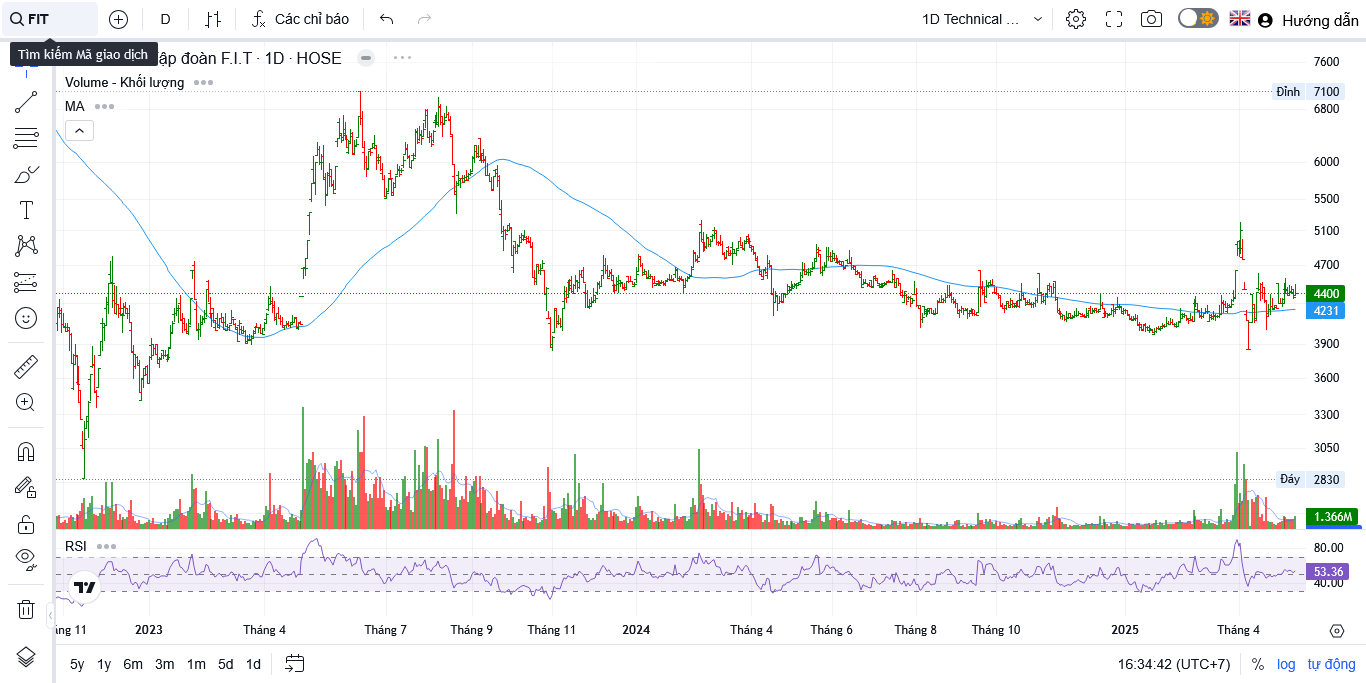 FIT
D
Các chỉ báo
1D Technical ...
Hướng dẫn
Tìm kiếm Mã giao dịch
ập đoàn F.I.T · 1D · HOSE
Volume - Khối lượng
MA
7600
Đỉnh 7100
6800
6000
5500
5100
4700
4400
4231
3900
3600
3300
3050
Đáy 2830
1.366M
RSI
80.00
53.36
40.00
ng 11 2023 Tháng 4 Tháng 7 Tháng 9 Tháng 11 2024 Tháng 4 Tháng 6 Tháng 8 Tháng 10 2025 Tháng 4
5y 1y 6m 3m 1m 5d 1d
16:34:42 (UTC+7) % log tự động